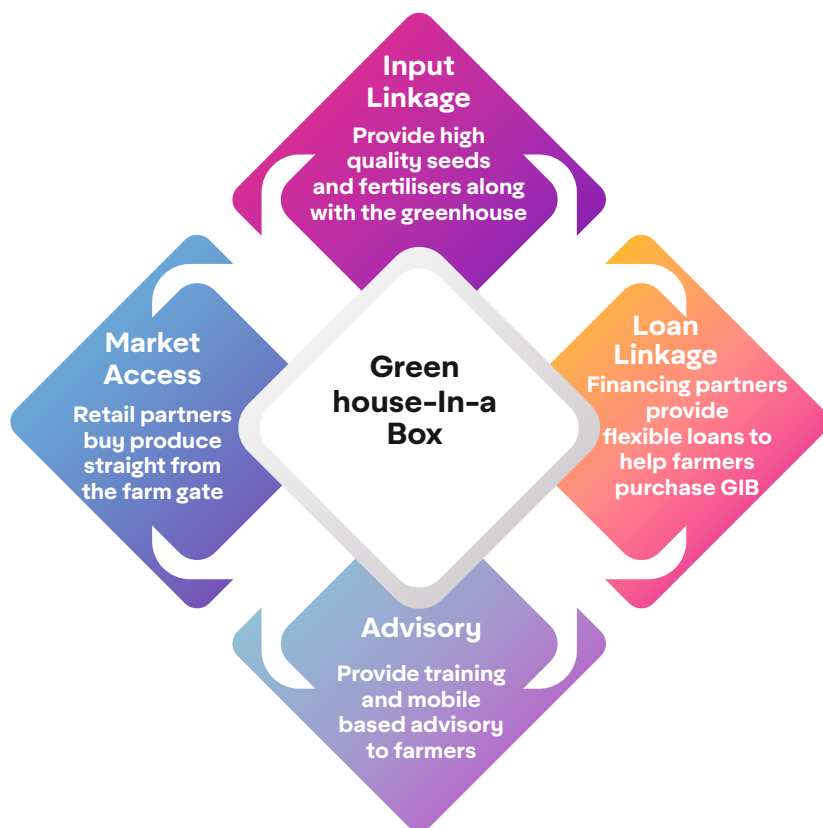 Input
Linkage
Provide high
quality seeds
and fertilisers along
with the greenhouse
Market
Access
Retail partners
buy produce
straight from
the farm gate
Green
house-In-a
Box
Loan
Linkage
Financing partners
provide
flexible loans to
help farmers
purchase GIB
Advisory
Provide training
and mobile
based advisory
to farmers